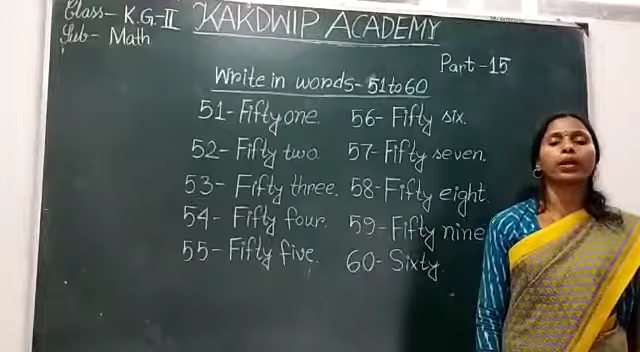 Class- K.G-II KAKDWIP ACADEMY
Sub- Math
Part-15
Write in words- 51 to 60
51- Fifty one. 56- Fifty six.
52- Fifty two. 57- Fifty seven.
53- Fifty three. 58- Fifty eight.
54- Fifty four. 59- Fifty nine
55- Fifty five. 60- Sixty.